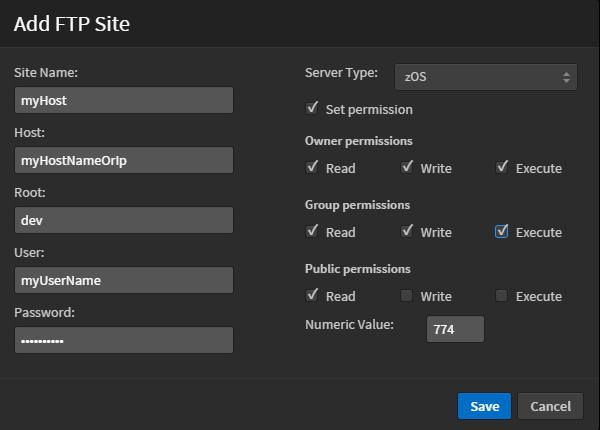 Add FTP Site
Site Name:
myHost
Host:
myHostNameOrIp
Root:
dev
User:
myUserName
Password:
••••••••••
Server Type: zOS
Set permission
Owner permissions
Read Write Execute
Group permissions
Read Write Execute
Public permissions
Read Write Execute
Numeric Value: 774
Save Cancel